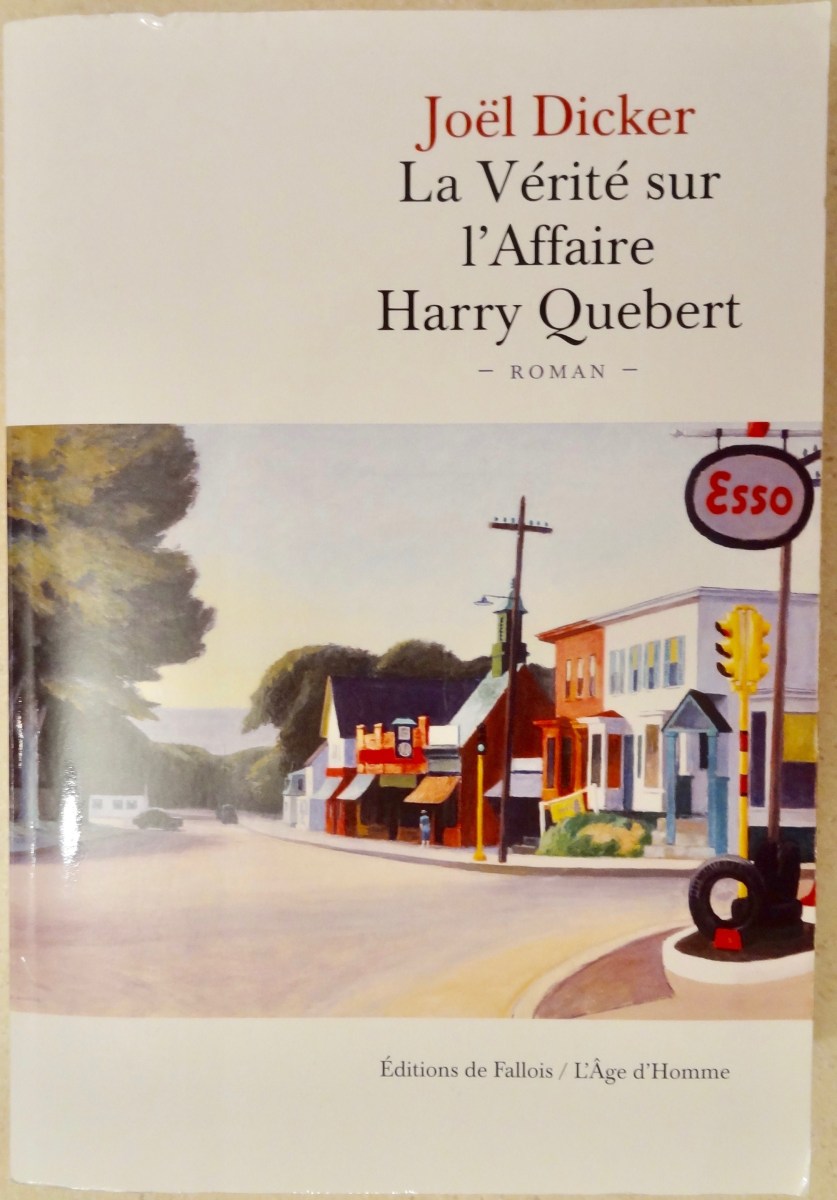 Joël Dicker
La Vérité sur
l’Affaire
Harry Quebert
– ROMAN –
Esso
Éditions de Fallois / L’Âge d’Homme